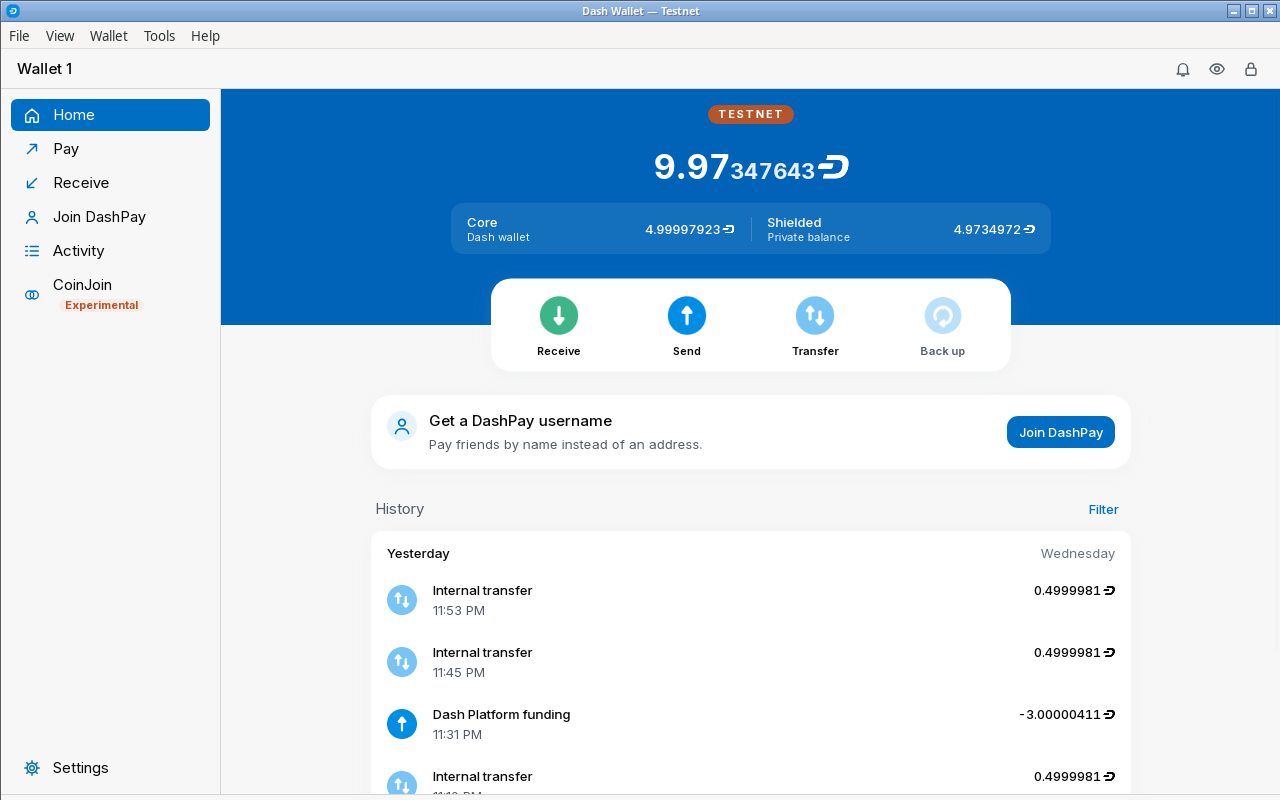 Dash Wallet — Testnet
File View Wallet Tools Help
Wallet 1
Home
Pay
Receive
Join DashPay
Activity
CoinJoin
Experimental
Settings
TESTNET
9.97347643
Core
Dash wallet
4.99997923
Shielded
Private balance
4.9734972
Receive
Send
Transfer
Back up
Get a DashPay username
Pay friends by name instead of an address.
Join DashPay
History
Filter
Yesterday
Wednesday
Internal transfer
0.4999981
11:53 PM
Internal transfer
0.4999981
11:45 PM
Dash Platform funding
-3.00000411
11:31 PM
Internal transfer
0.4999981